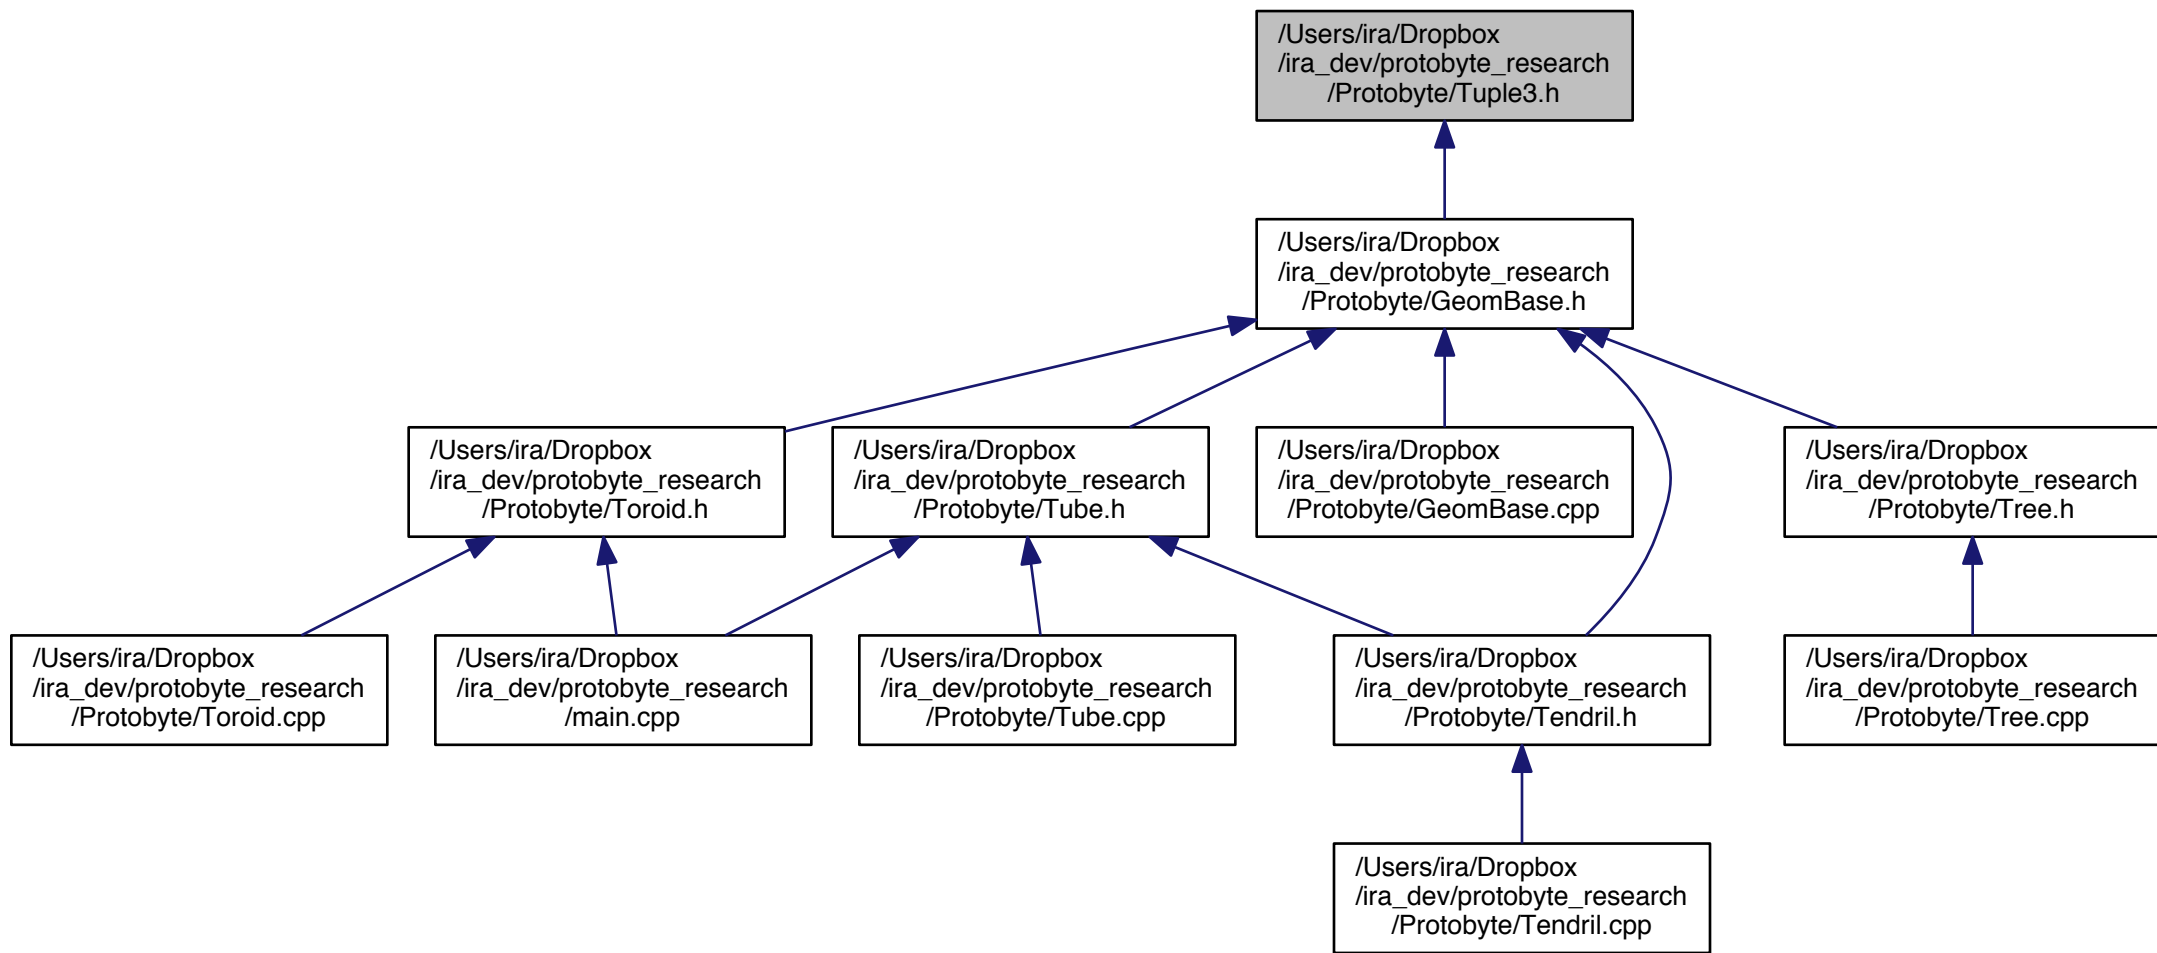 /Users/ira/Dropbox
/ira_dev/protobyte_research
/Protobyte/Tuple3.h
/Users/ira/Dropbox
/ira_dev/protobyte_research
/Protobyte/GeomBase.h
/Users/ira/Dropbox
/ira_dev/protobyte_research
/Protobyte/Toroid.h
/Users/ira/Dropbox
/ira_dev/protobyte_research
/Protobyte/Tube.h
/Users/ira/Dropbox
/ira_dev/protobyte_research
/Protobyte/GeomBase.cpp
/Users/ira/Dropbox
/ira_dev/protobyte_research
/Protobyte/Tree.h
/Users/ira/Dropbox
/ira_dev/protobyte_research
/Protobyte/Toroid.cpp
/Users/ira/Dropbox
/ira_dev/protobyte_research
/main.cpp
/Users/ira/Dropbox
/ira_dev/protobyte_research
/Protobyte/Tube.cpp
/Users/ira/Dropbox
/ira_dev/protobyte_research
/Protobyte/Tendril.h
/Users/ira/Dropbox
/ira_dev/protobyte_research
/Protobyte/Tree.cpp
/Users/ira/Dropbox
/ira_dev/protobyte_research
/Protobyte/Tendril.cpp